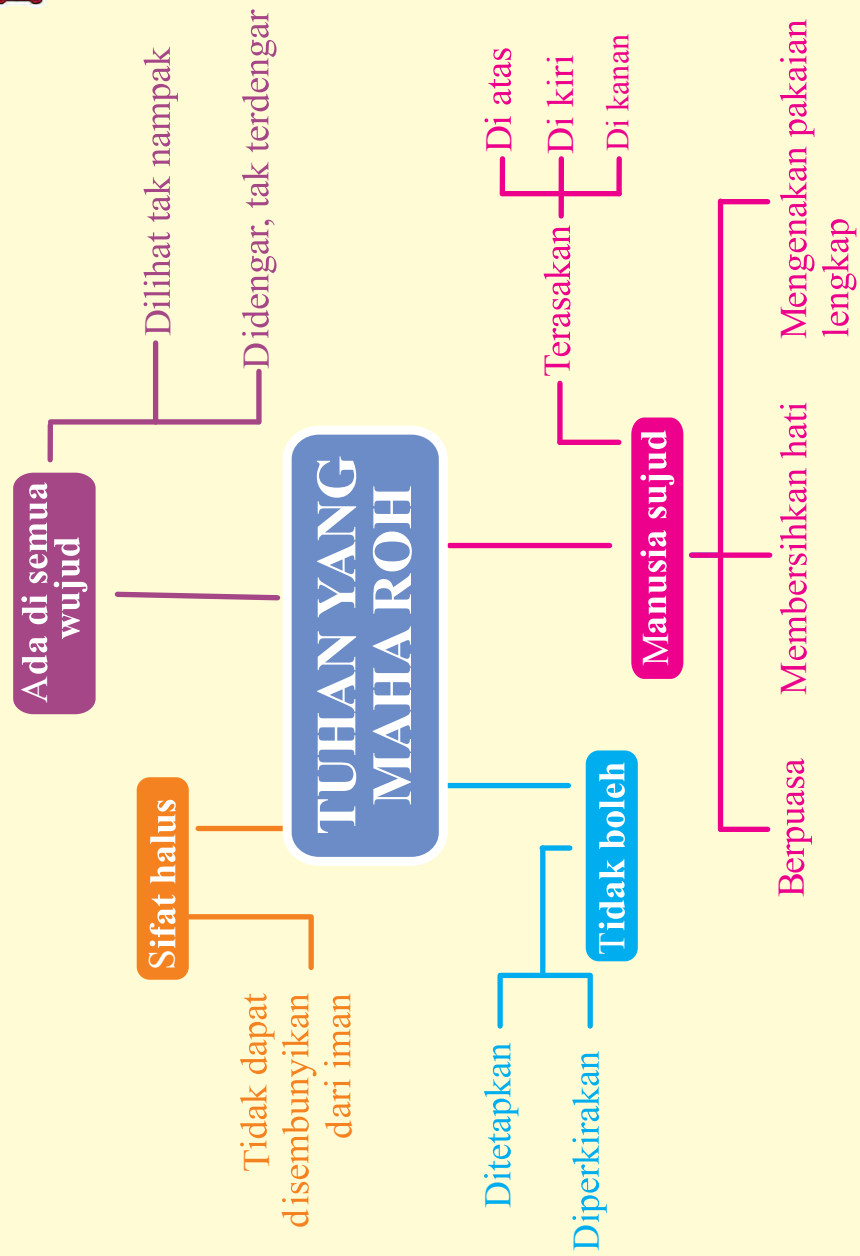 TUHAN YANG
MAHA ROH
Sifat halus
Tidak dapat
disembunyikan
dari iman
Ada di semua
wujud
Dilihat tak nampak
Didengar, tak terdengar
Tidak boleh
Ditetapkan
Diperkirakan
Manusia sujud
Terasakan
Di atas
Di kiri
Di kanan
Berpuasa
Membersihkan hati
Mengenakan pakaian
lengkap